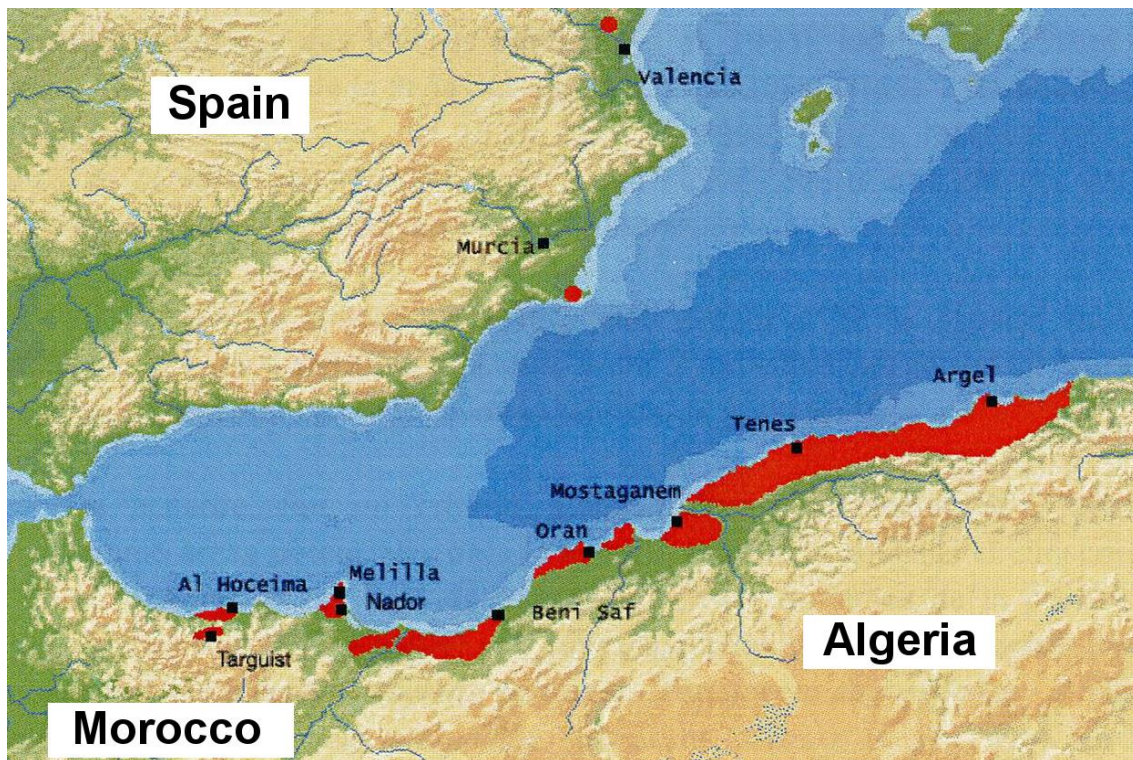 Valencia
Spain
Murcia
Argel
Tenes
Mostaganem
Oran
Melilla
Al Hoceima
Nador
Beni Saf
Targuist
Algeria
Morocco